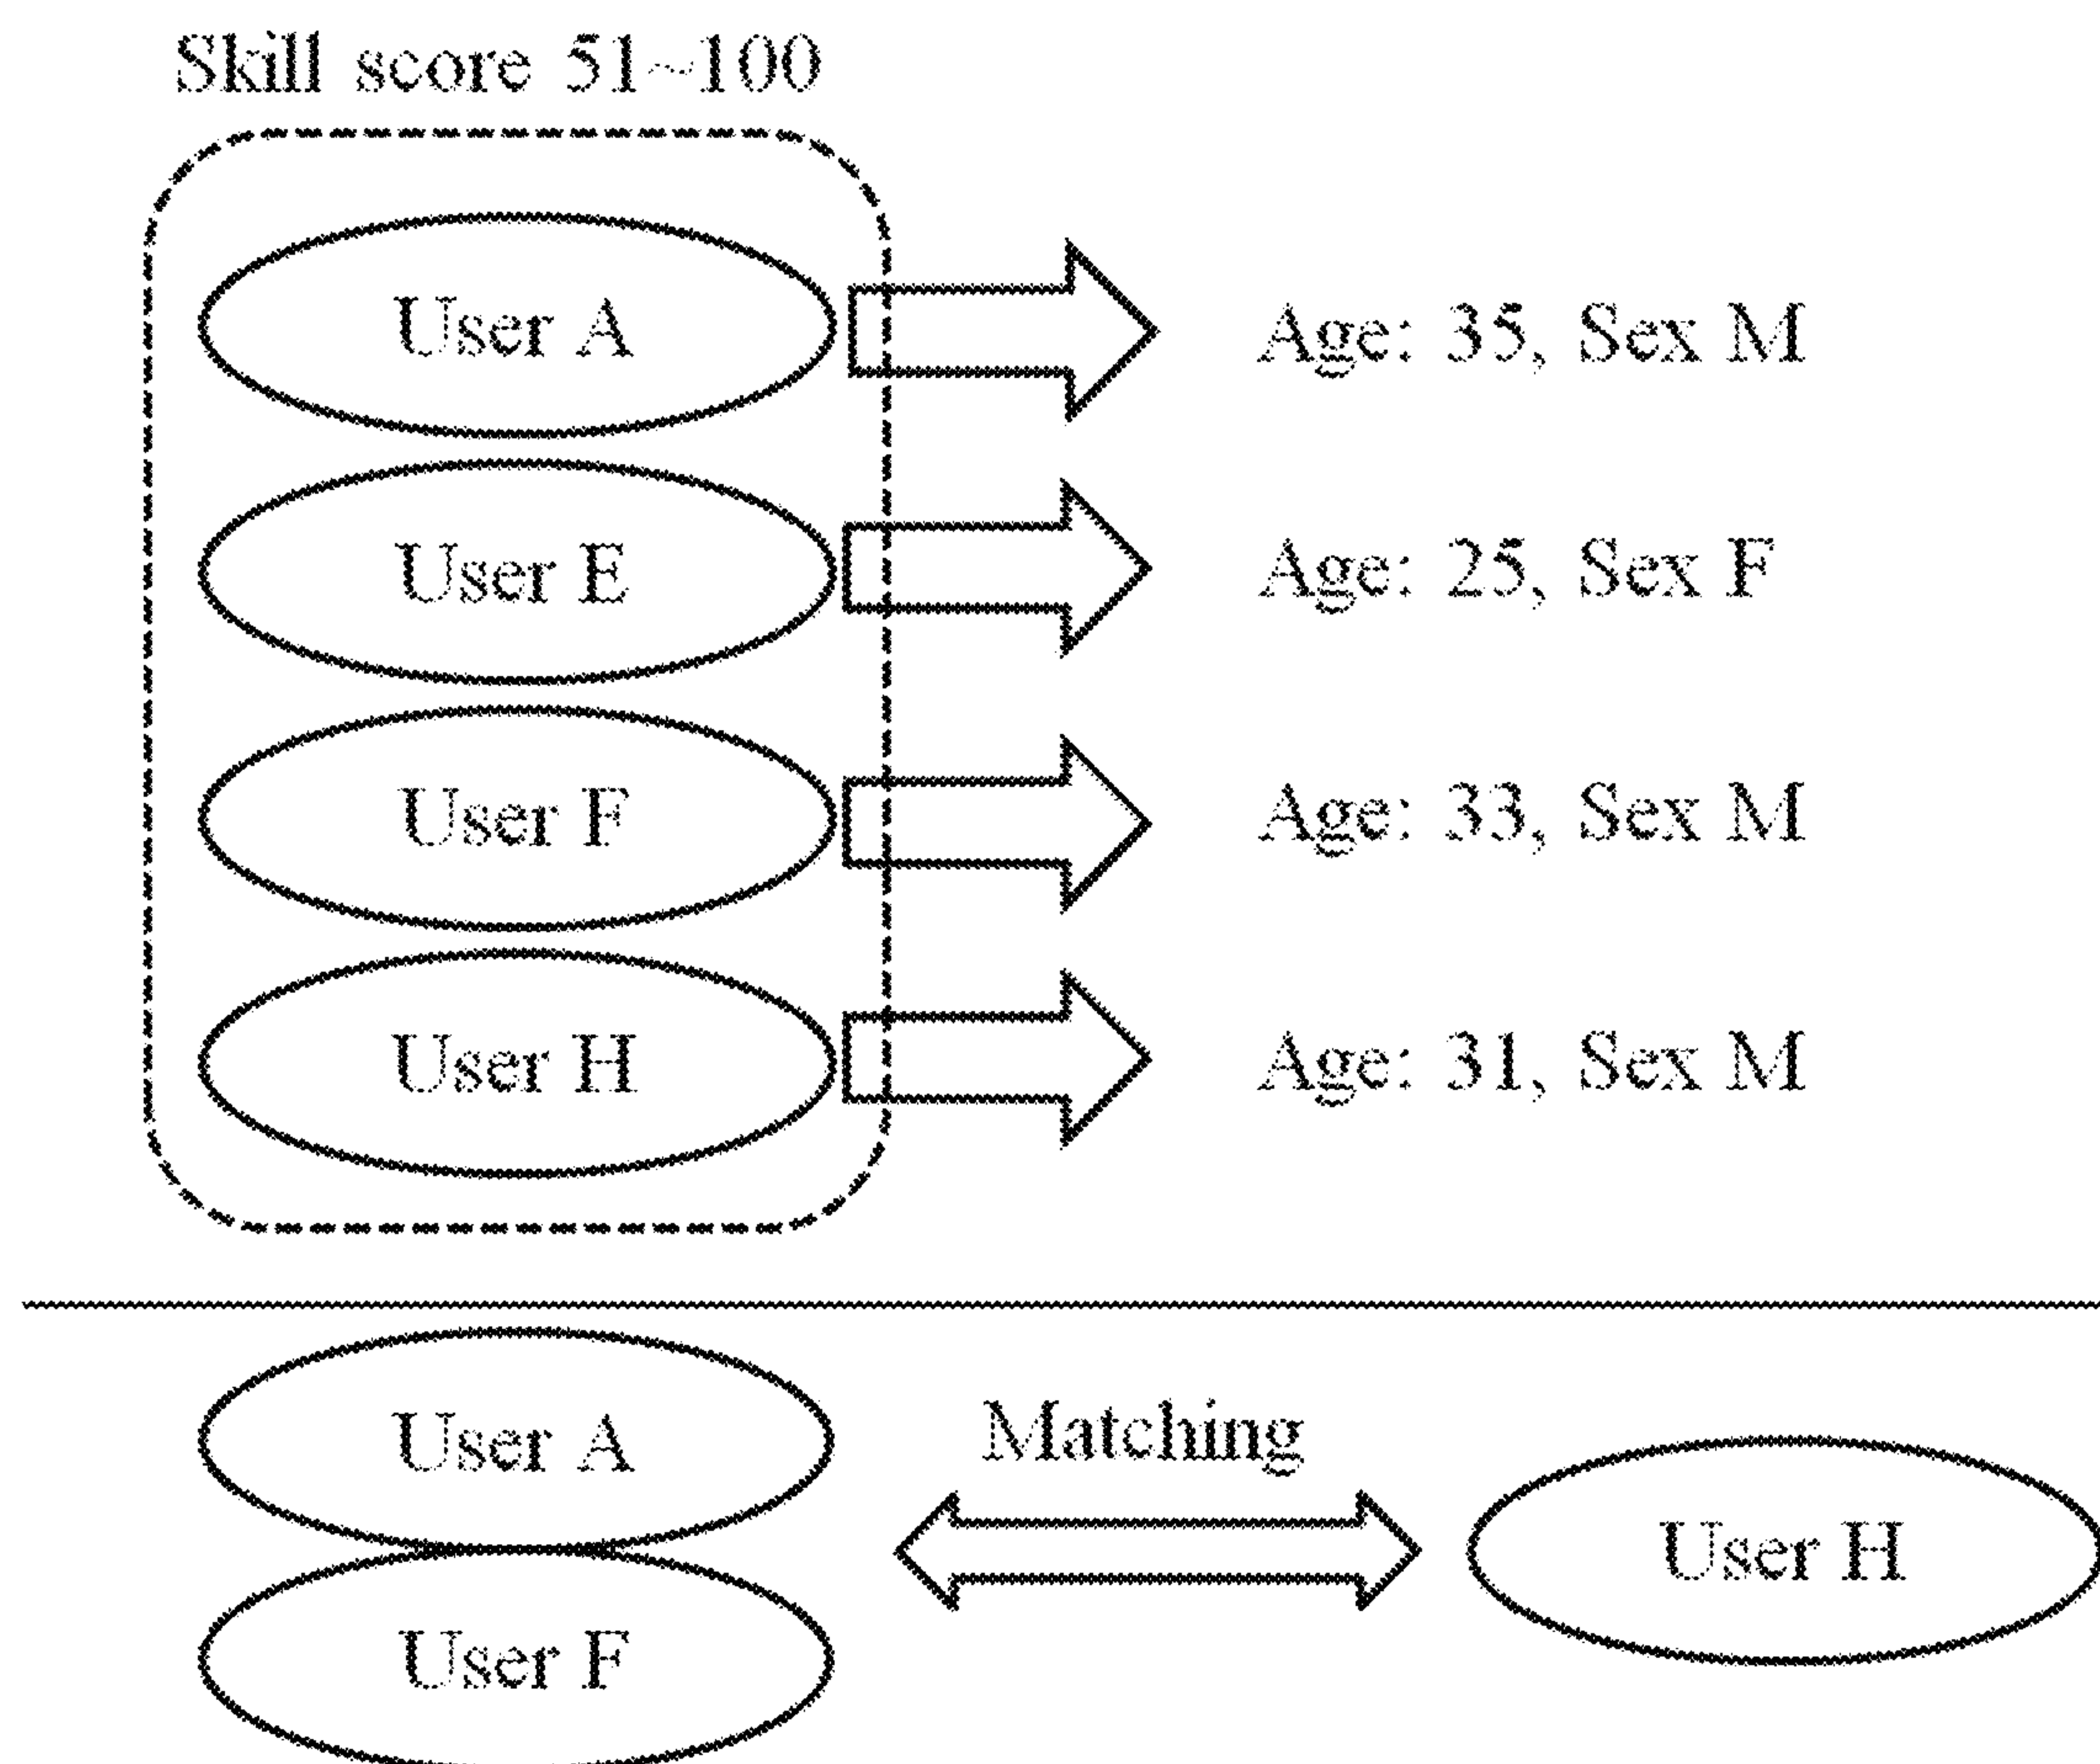 Skill score 51~100
User A
Age: 35, Sex M
User E
Age: 25, Sex F
User F
Age: 33, Sex M
User H
Age: 31, Sex M
User A
Matching
User H
User F